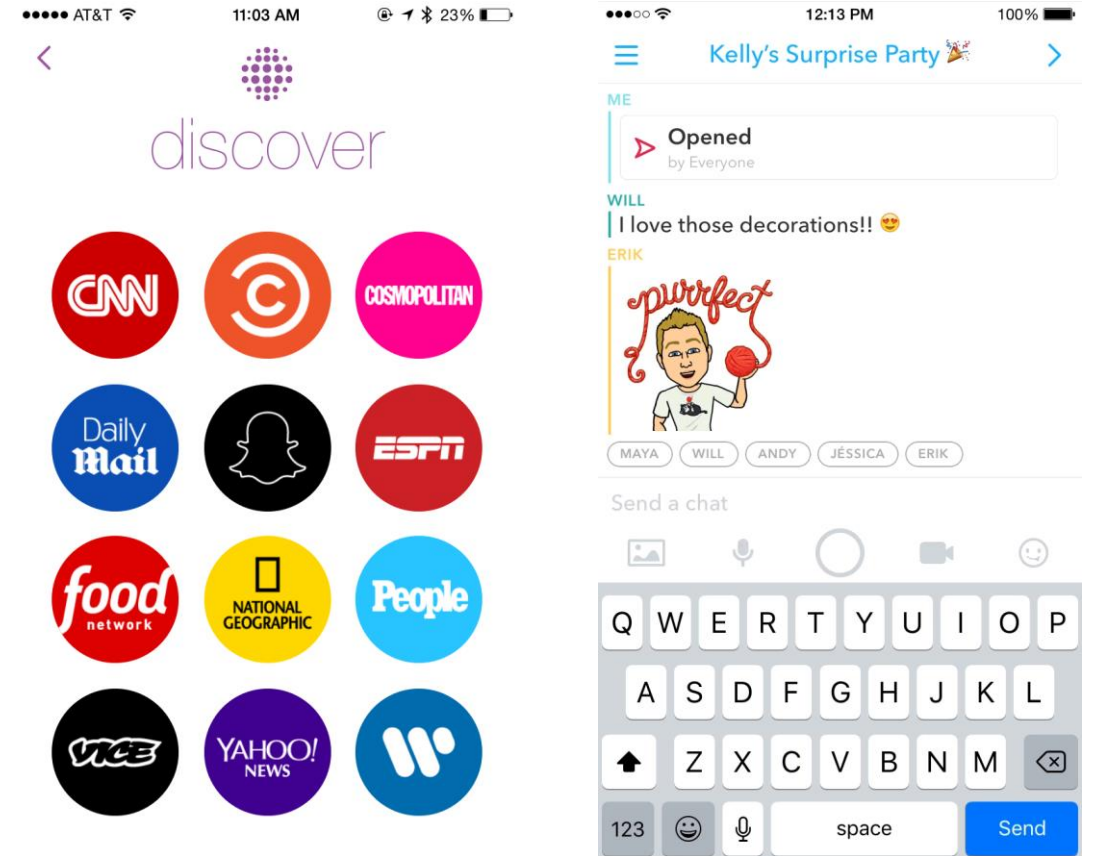 AT&T 11:03 AM 23%
discover
CNN
C
COSMOPOLITAN
Daily
Mail
ESPN
food
network
NATIONAL
GEOGRAPHIC
People
VICE
YAHOO!
NEWS
W
12:13 PM 100%
Kelly's Surprise Party 🎉
ME
Opened
by Everyone
WILL
I love those decorations!! 😍
ERIK
purrfect
MAYA WILL ANDY JÉSSICA ERIK
Send a chat
Q W E R T Y U I O P
A S D F G H J K L
Z X C V B N M
123 space Send